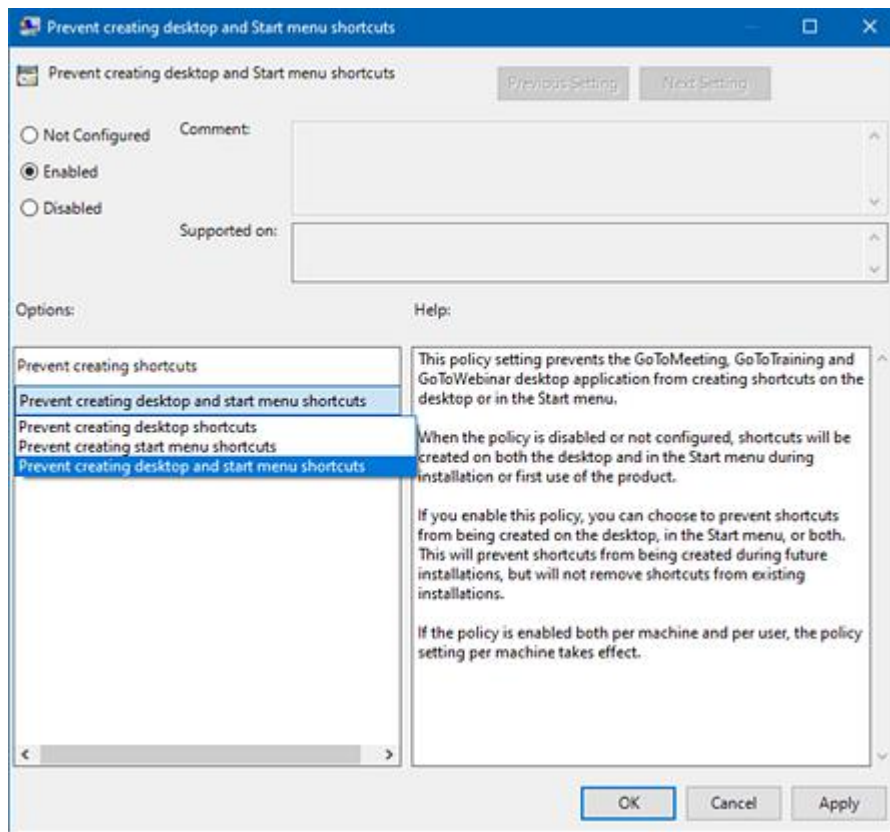 Prevent creating desktop and Start menu shortcuts
Prevent creating desktop and Start menu shortcuts
Previous Setting
Next Setting
Not Configured
Comment:
Enabled
Disabled
Supported on:
Options:
Help:
Prevent creating shortcuts
Prevent creating desktop and start menu shortcuts
Prevent creating desktop shortcuts
Prevent creating start menu shortcuts
Prevent creating desktop and start menu shortcuts
This policy setting prevents the GoToMeeting, GoToTraining and
GoToWebinar desktop application from creating shortcuts on the
desktop or in the Start menu.
When the policy is disabled or not configured, shortcuts will be
created on both the desktop and in the Start menu during
installation or first use of the product.
If you enable this policy, you can choose to prevent shortcuts
from being created on the desktop, in the Start menu, or both.
This will prevent shortcuts from being created during future
installations, but will not remove shortcuts from existing
installations.
If the policy is enabled both per machine and per user, the policy
setting per machine takes effect.
OK
Cancel
Apply